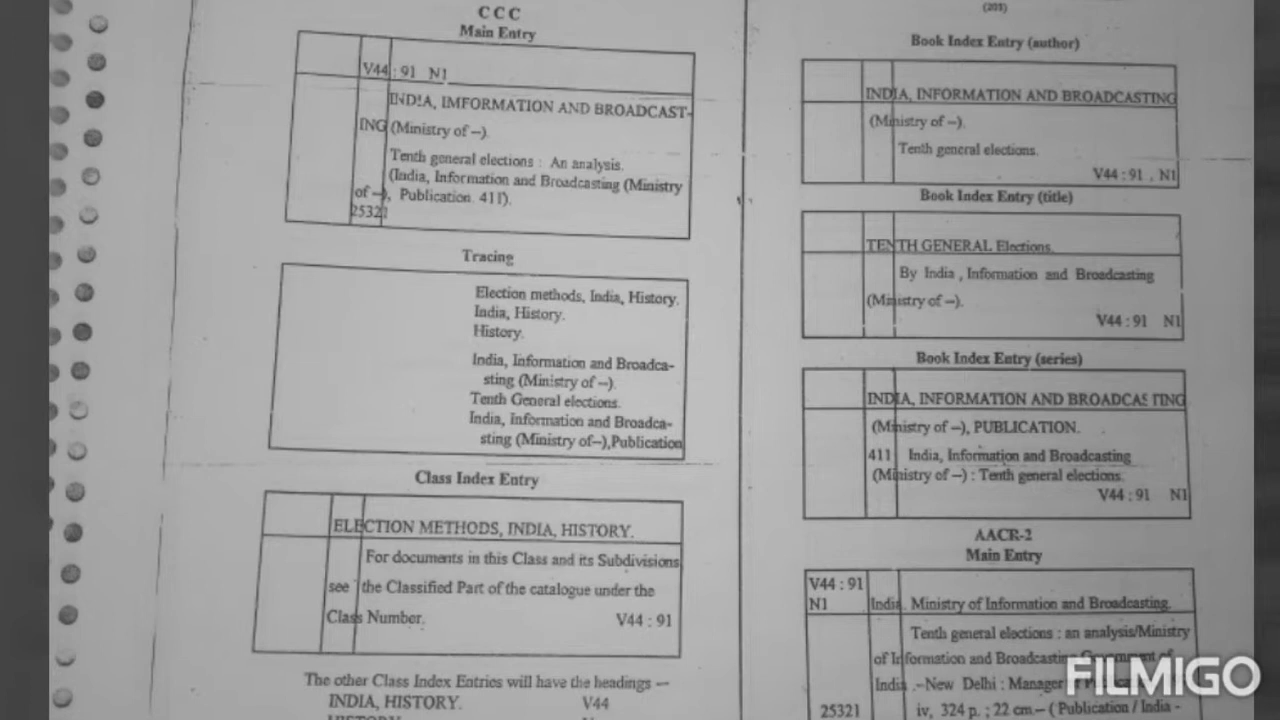 CCC
Main Entry
V44 : 91 N1
INDIA, IMFORMATION AND BROADCAST-
ING (Ministry of –).
Tenth general elections : An analysis.
(India, Information and Broadcasting (Ministry
of –), Publication. 411).
25321
Tracing
Election methods, India, History.
India, History.
History.
India, Information and Broadca-
sting (Ministry of –).
Tenth General elections.
India, Information and Broadca-
sting (Ministry of–),Publication
Class Index Entry
ELECTION METHODS, INDIA, HISTORY.
For documents in this Class and its Subdivisions
see the Classified Part of the catalogue under the
Class Number. V44 : 91
The other Class Index Entries will have the headings —
INDIA, HISTORY. V44
HISTORY.
Book Index Entry (author)
INDIA, INFORMATION AND BROADCASTING
(Ministry of –).
Tenth general elections.
V44 : 91 . N1
Book Index Entry (title)
TENTH GENERAL Elections.
By India , Information and Broadcasting
(Ministry of –).
V44 : 91 N1
Book Index Entry (series)
INDIA, INFORMATION AND BROADCASTING
(Ministry of –), PUBLICATION.
411 India, Information and Broadcasting
(Ministry of –) : Tenth general elections.
V44 : 91 N1
AACR-2
Main Entry
V44 : 91
N1 India. Ministry of Information and Broadcasting.
Tenth general elections : an analysis/Ministry
of Information and Broadcasting Government of
India .–New Delhi : Manager of
25321 iv, 324 p. ; 22 cm.– ( Publication / India -
FILMIGO